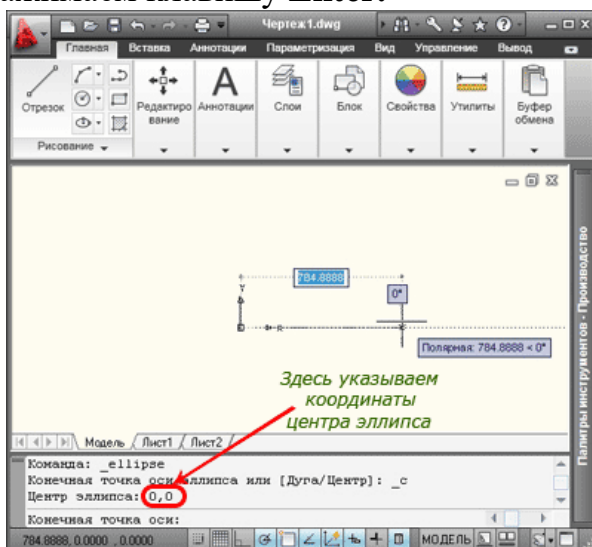 Чертеж1.dwg
Главная Вставка Аннотации Параметризация Вид Управление Вывод
Отрезок Редактиро вание Аннотации Слои Блок Свойства Утилиты Буфер обмена
Рисование
784.8888
0°
Полярная: 784.8888 < 0°
Здесь указываем
координаты
центра эллипса
Палитры инструментов - Производство
Модель Лист1 Лист2
Команда: _ellipse
Конечная точка оси эллипса или [Дуга/Центр]: _c
Центр эллипса: 0,0
Конечная точка оси:
784.8888, 0.0000 , 0.0000 МОДЕЛЬ